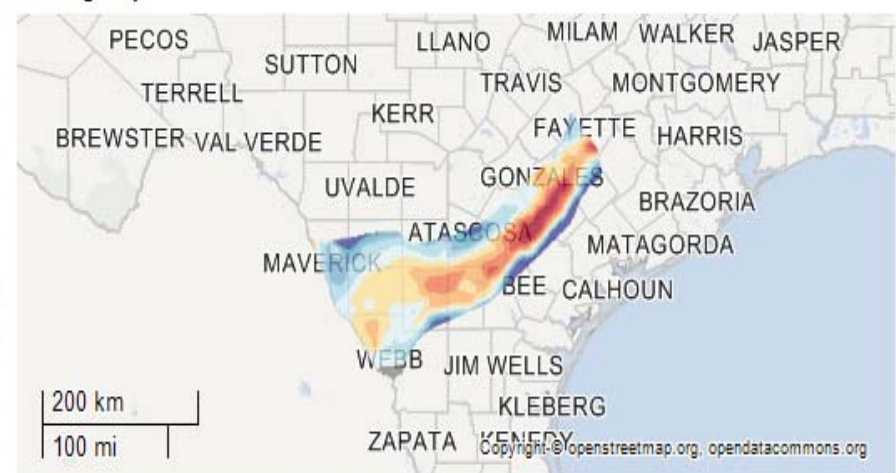 PECOS
LLANO
MILAM
WALKER
JASPER
SUTTON
TERRELL
TRAVIS
MONTGOMERY
KERR
BREWSTER
VAL VERDE
FAYETTE
HARRIS
UVALDE
GONZALES
BRAZORIA
ATASCOSA
MATAGORDA
MAVERICK
BEE
CALHOUN
WEBB
JIM WELLS
200 km
100 mi
KLEBERG
ZAPATA
KENEDY
Copyright © openstreetmap.org, opendatacommons.org